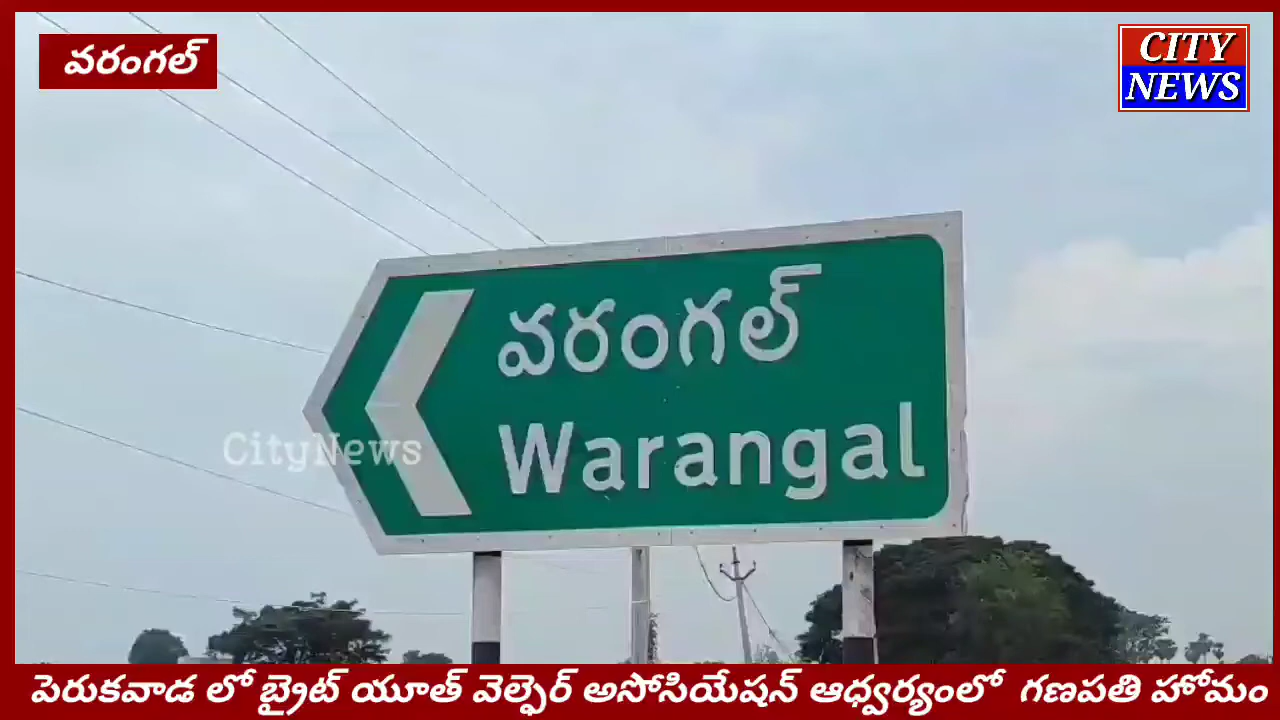 వరంగల్
CITY
NEWS
వరంగల్
Warangal
CityNews
పెరుకవాడ లో బ్రైట్ యూత్ వెల్ఫెర్ అసోసియేషన్ ఆధ్వర్యంలో గణపతి హోమం